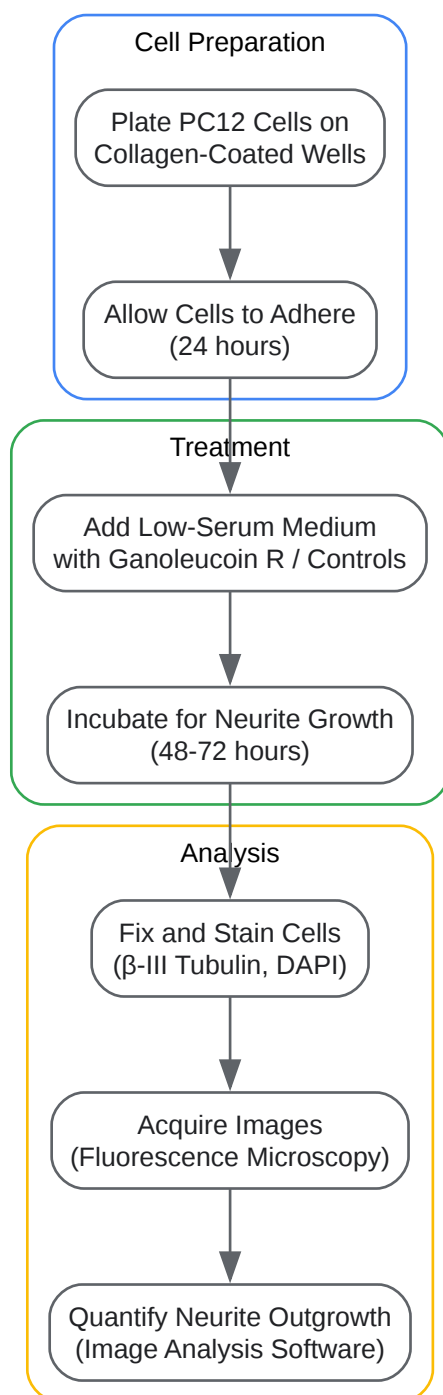 Cell Preparation
Plate PC12 Cells on
Collagen-Coated Wells
Allow Cells to Adhere
(24 hours)
Treatment
Add Low-Serum Medium
with Ganoleucoin R / Controls
Incubate for Neurite Growth
(48-72 hours)
Analysis
Fix and Stain Cells
(β-III Tubulin, DAPI)
Acquire Images
(Fluorescence Microscopy)
Quantify Neurite Outgrowth
(Image Analysis Software)